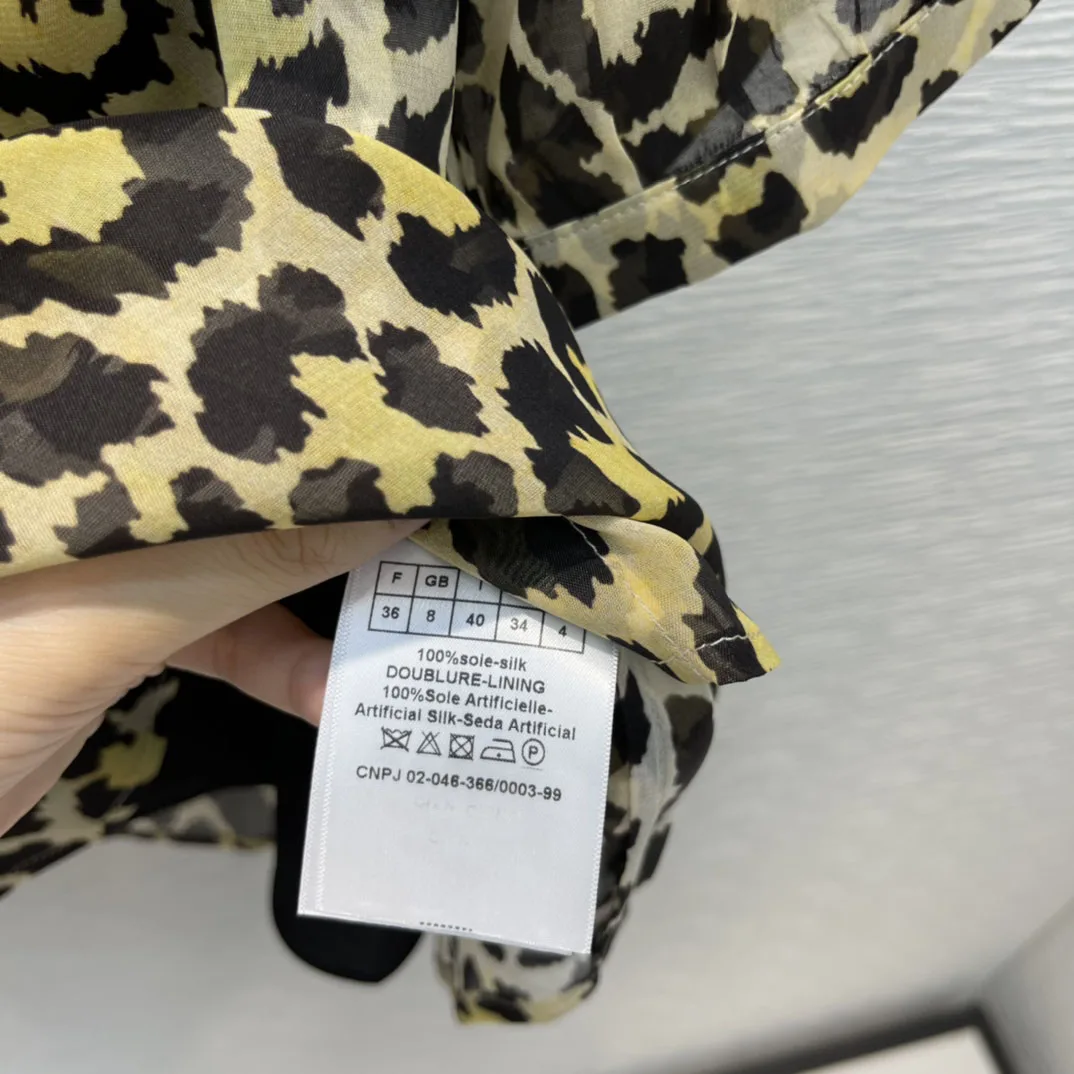 F GB I
36 8 40 34 4
100%soie-silk
DOUBLURE-LINING
100%Soie Artificielle-
Artificial Silk-Seda Artificial
P
CNPJ 02-046-366/0003-99